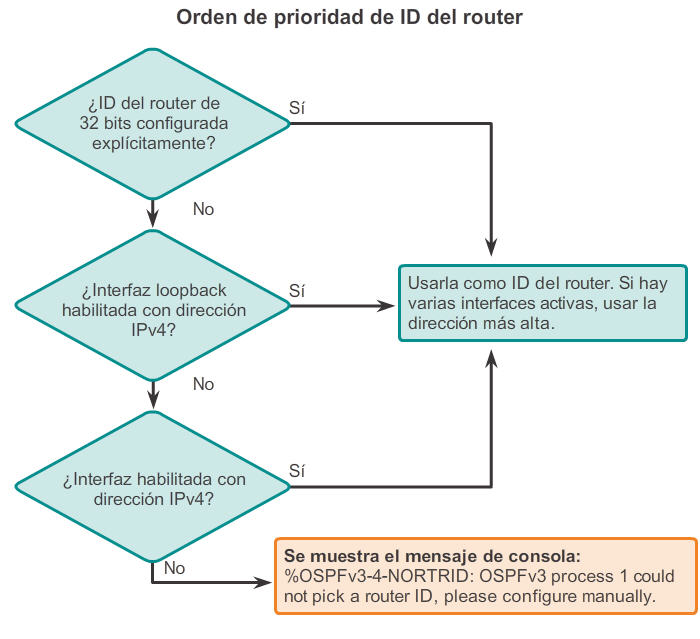 Orden de prioridad de ID del router
¿ID del router de
32 bits configurada
explícitamente?
Sí
No
¿Interfaz loopback
habilitada con dirección
IPv4?
Sí
Usarla como ID del router. Si hay
varias interfaces activas, usar la
dirección más alta.
No
¿Interfaz habilitada con
dirección IPv4?
Sí
No
Se muestra el mensaje de consola:
%OSPFv3-4-NORTRID: OSPFv3 process 1 could
not pick a router ID, please configure manually.